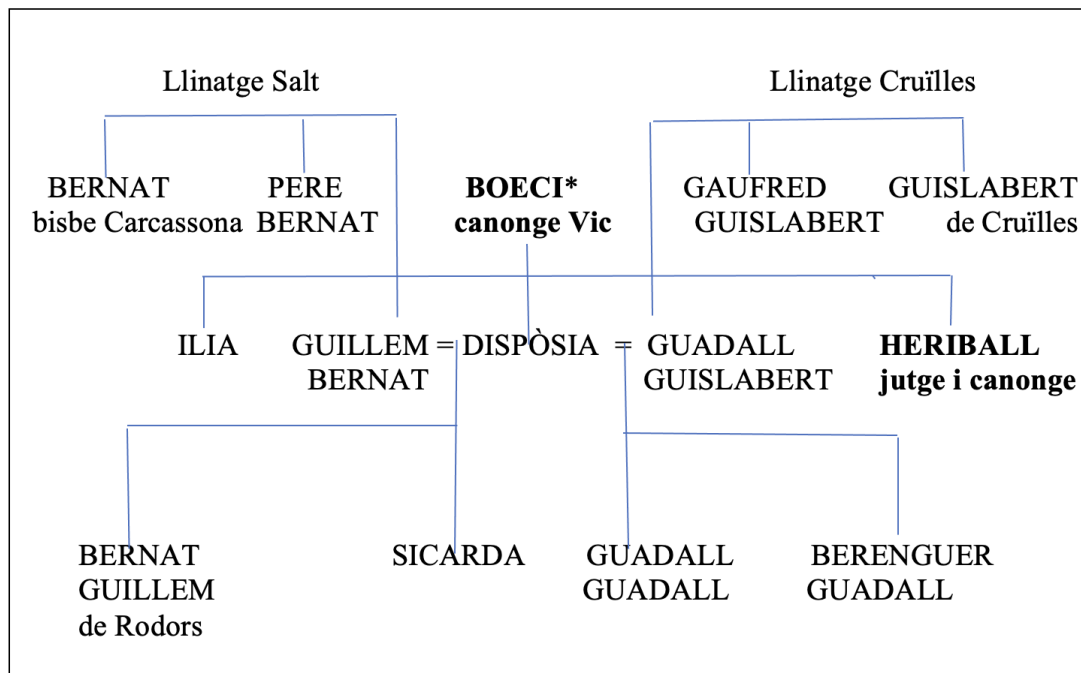 Llinatge Salt Llinatge Cruïlles
BERNAT PERE BOECI* GAUFRED GUISLABERT
bisbe Carcassona BERNAT canonge Vic GUISLABERT de Cruïlles
ILIA GUILLEM = DISPÒSIA = GUADALL HERIBALL
BERNAT GUISLABERT jutge i canonge
BERNAT SICARDA GUADALL BERENGUER
GUILLEM GUADALL GUADALL
de Rodors